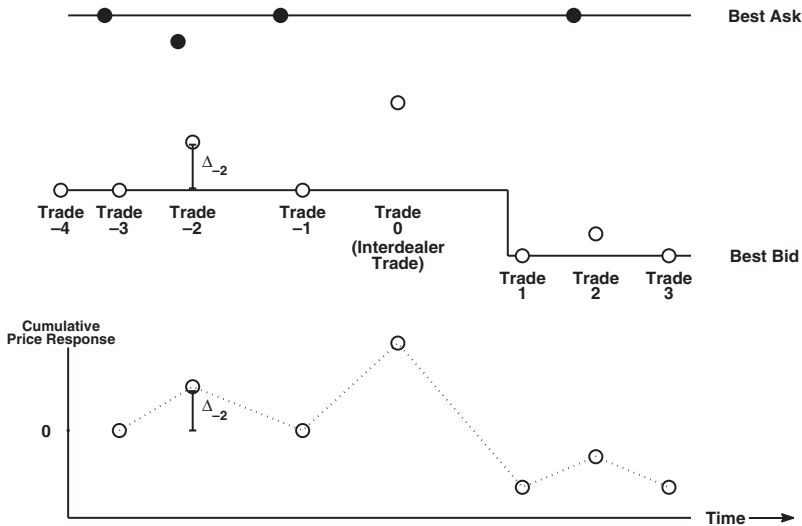 Best Ask
Δ–2
Trade Trade Trade Trade Trade
–4 –3 –2 –1 0
(Interdealer
Trade)
Best Bid
Trade Trade Trade
1 2 3
Cumulative
Price Response
Δ–2
0
Time